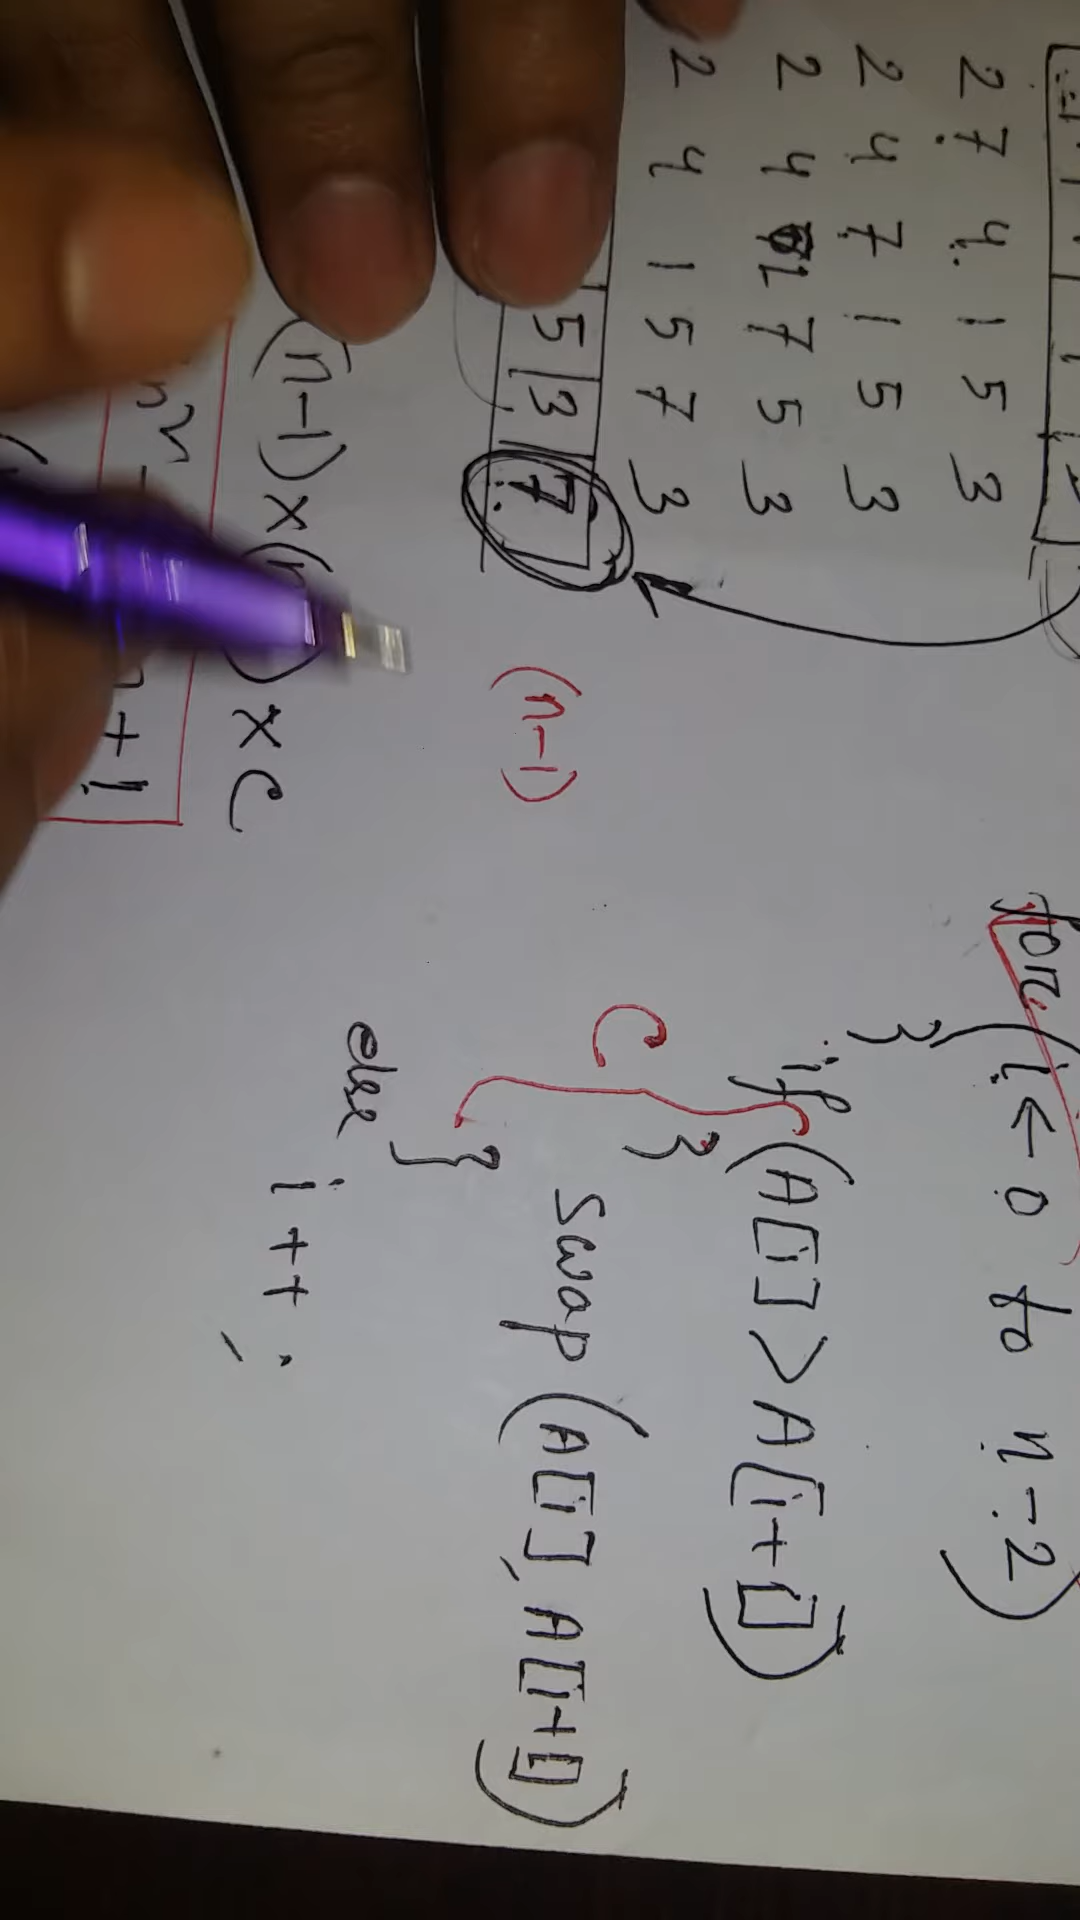 2 7 4 1 5 3
2 4 7 1 5 3
2 4 1 7 5 3
2 4 1 5 7 3
5 3 7
(n-1)
(n-1) x x c
+1
for (i ← 0 to n-2)
}
if (A[i] > A[i+1])
}
C
swap (A[i], A[i+1])
}
else
i++;